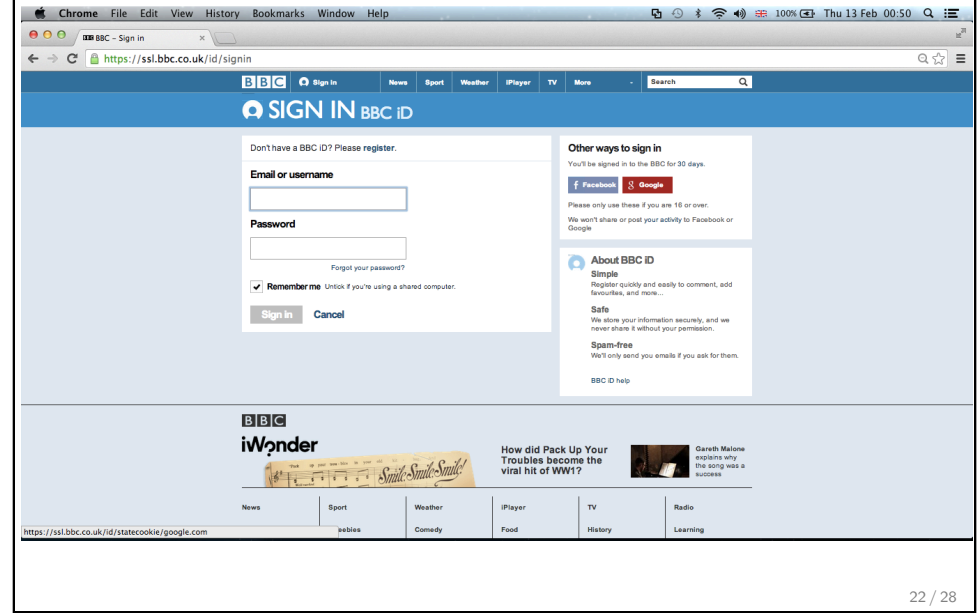 Chrome File Edit View History Bookmarks Window Help
100% Thu 13 Feb 00:50
BBC - Sign in
https://ssl.bbc.co.uk/id/signin
BBC Sign in News Sport Weather iPlayer TV More Search
SIGN IN BBC iD
Don't have a BBC iD? Please register.
Email or username
Password
Forgot your password?
Remember me Untick if you're using a shared computer.
Sign in Cancel
Other ways to sign in
You'll be signed in to the BBC for 30 days.
Facebook Google
Please only use these if you are 16 or over.
We won't share or post your activity to Facebook or
Google
About BBC iD
Simple
Register quickly and easily to comment, add
favourites, and more...
Safe
We store your information securely, and we
never share it without your permission.
Spam-free
We'll only send you emails if you ask for them.
BBC iD help
BBC
iWonder
Smile Smile Smile!
How did Pack Up Your
Troubles become the
viral hit of WW1?
Gareth Malone
explains why
the song was a
success
News Sport Weather iPlayer TV Radio
eebies Comedy Food History Learning
https://ssl.bbc.co.uk/id/statecookie/google.com
22 / 28